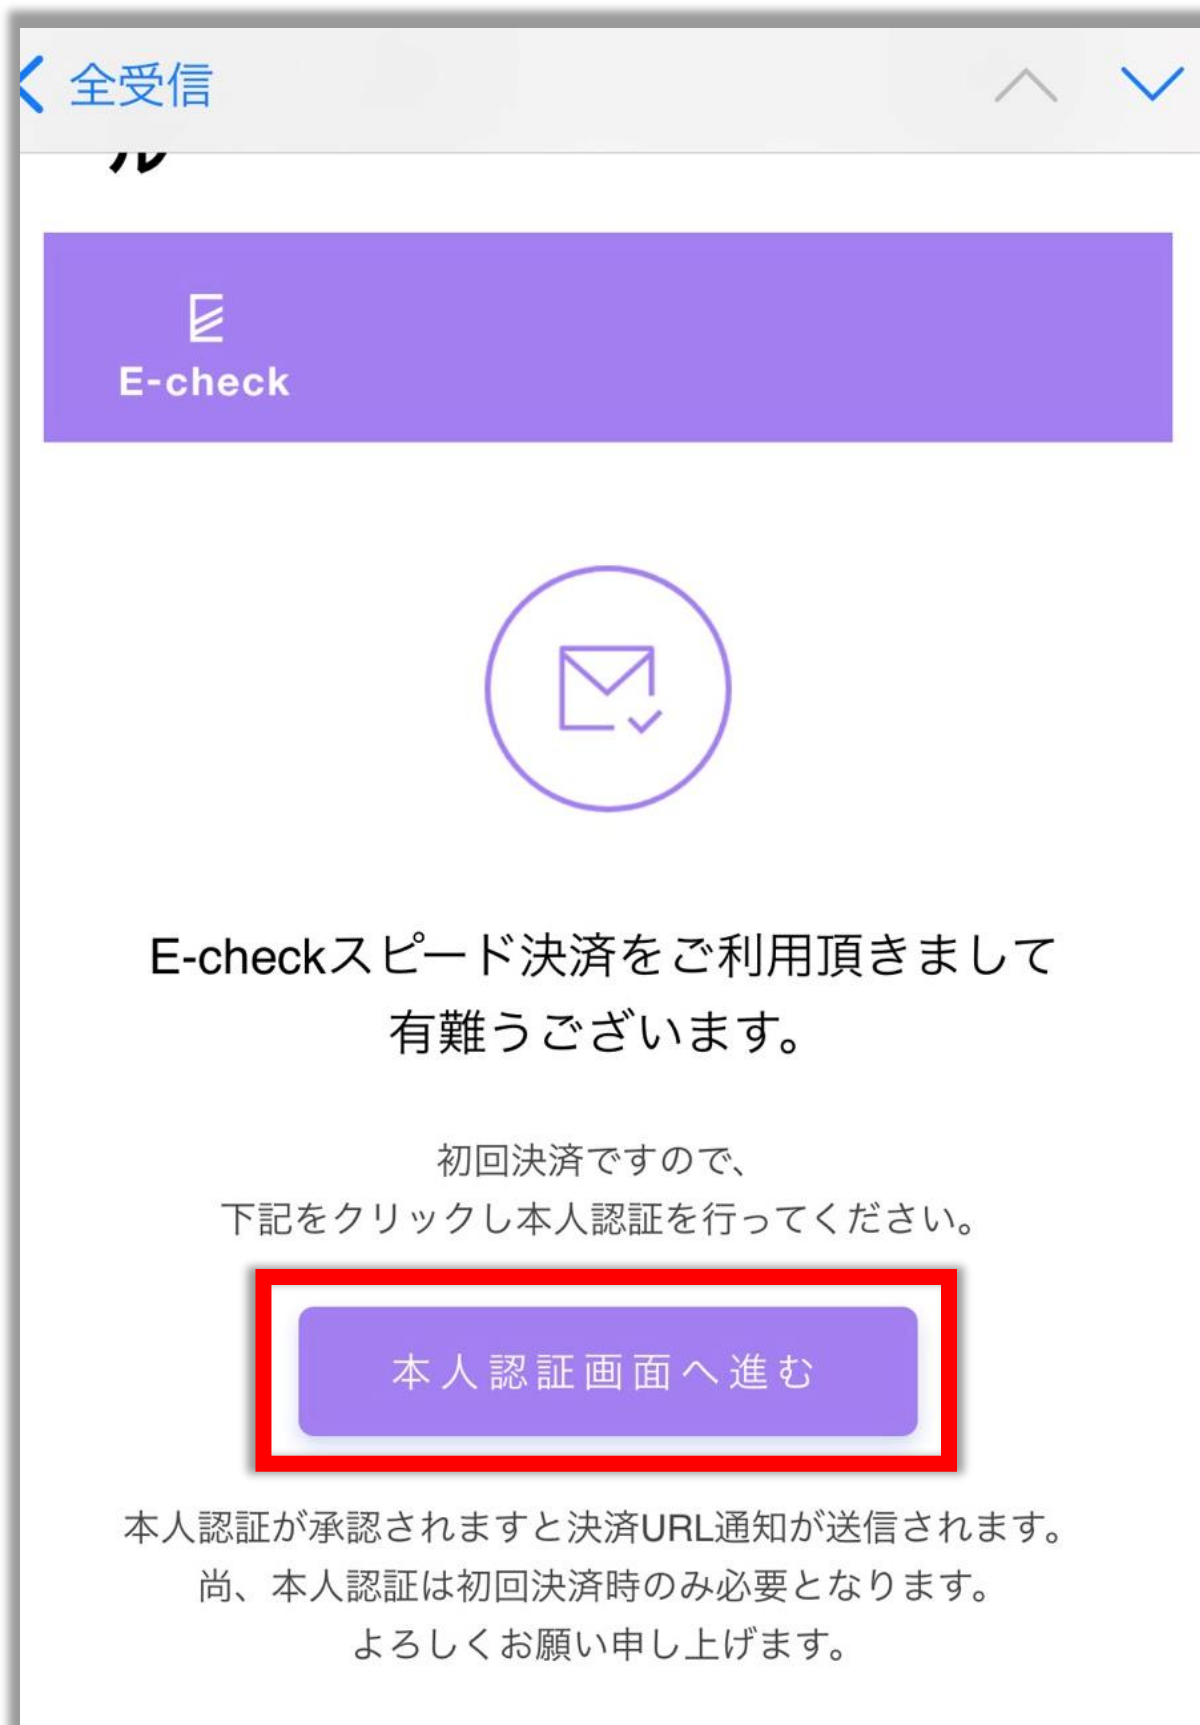 全受信
ル
E-check
E-checkスピード決済をご利用頂きまして
有難うございます。
初回決済ですので、
下記をクリックし本人認証を行ってください。
本人認証画面へ進む
本人認証が承認されますと決済URL通知が送信されます。
尚、本人認証は初回決済時のみ必要となります。
よろしくお願い申し上げます。